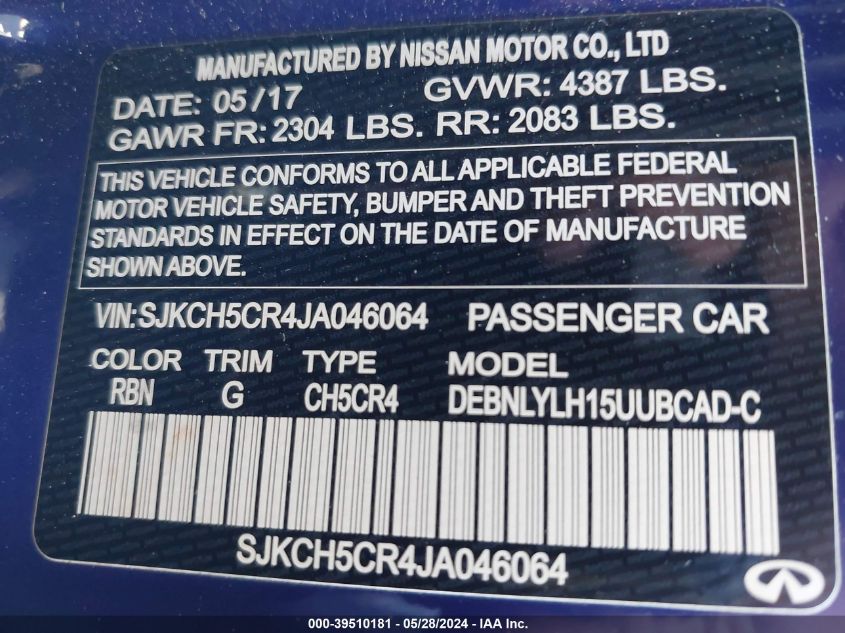 MANUFACTURED BY NISSAN MOTOR CO., LTD
DATE: 05/17 GVWR: 4387 LBS.
GAWR FR: 2304 LBS. RR: 2083 LBS.
THIS VEHICLE CONFORMS TO ALL APPLICABLE FEDERAL
MOTOR VEHICLE SAFETY, BUMPER AND THEFT PREVENTION
STANDARDS IN EFFECT ON THE DATE OF MANUFACTURE
SHOWN ABOVE.
VIN: SJKCH5CR4JA046064 PASSENGER CAR
COLOR TRIM TYPE MODEL
RBN G CH5CR4 DEBNLYLH15UUBCAD-C
SJKCH5CR4JA046064
000-39510181 - 05/28/2024 - IAA Inc.